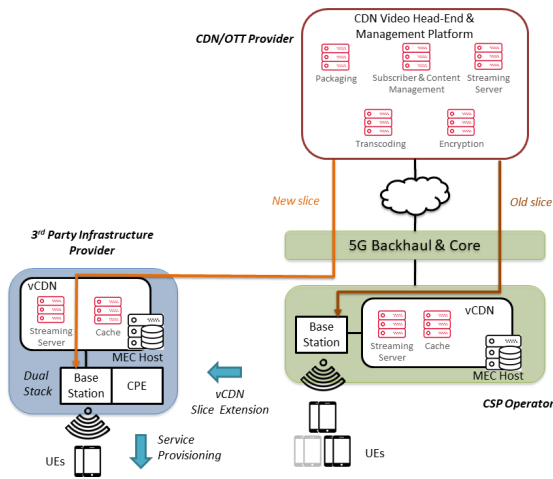 CDN/OTT Provider
CDN Video Head-End &
Management Platform
Packaging
Subscriber & Content
Management
Streaming
Server
Transcoding
Encryption
New slice
Old slice
3rd Party Infrastructure
Provider
5G Backhaul & Core
vCDN
Streaming
Server
Cache
MEC Host
Dual
Stack
Base
Station
CPE
UEs
vCDN
Slice Extension
Service
Provisioning
Base
Station
vCDN
Streaming
Server
Cache
MEC Host
CSP Operator
UEs